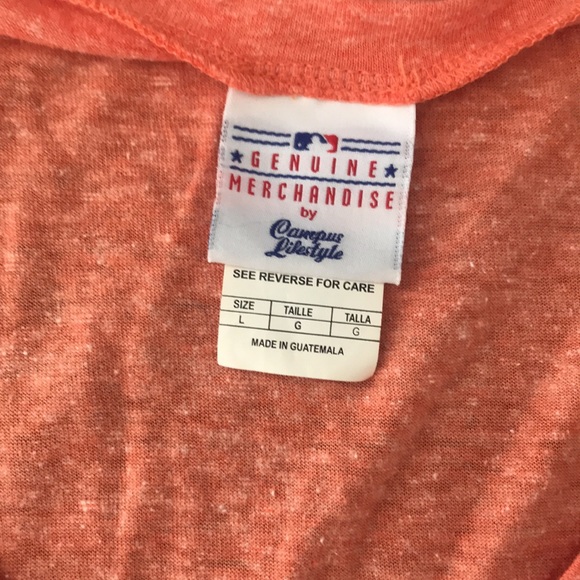 GENUINE
MERCHANDISE
by
Campus
Lifestyle
SEE REVERSE FOR CARE
SIZE TAILLE TALLA
L G G
MADE IN GUATEMALA